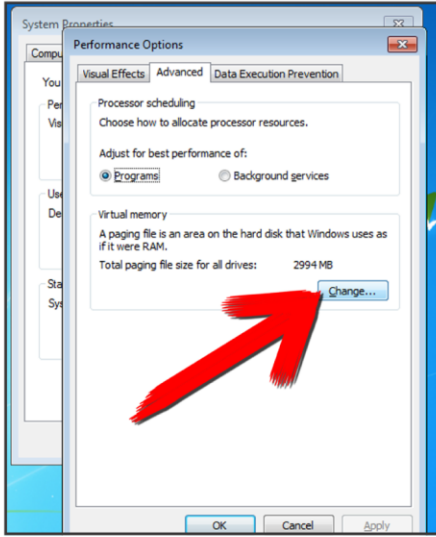 System Properties
Performance Options
Compu
Visual Effects
Advanced
Data Execution Prevention
You
Per
Vis
Use
De
Sta
Sys
Processor scheduling
Choose how to allocate processor resources.
Adjust for best performance of:
Programs
Background services
Virtual memory
A paging file is an area on the hard disk that Windows uses as
if it were RAM.
Total paging file size for all drives: 2994 MB
Change...
OK
Cancel
Apply